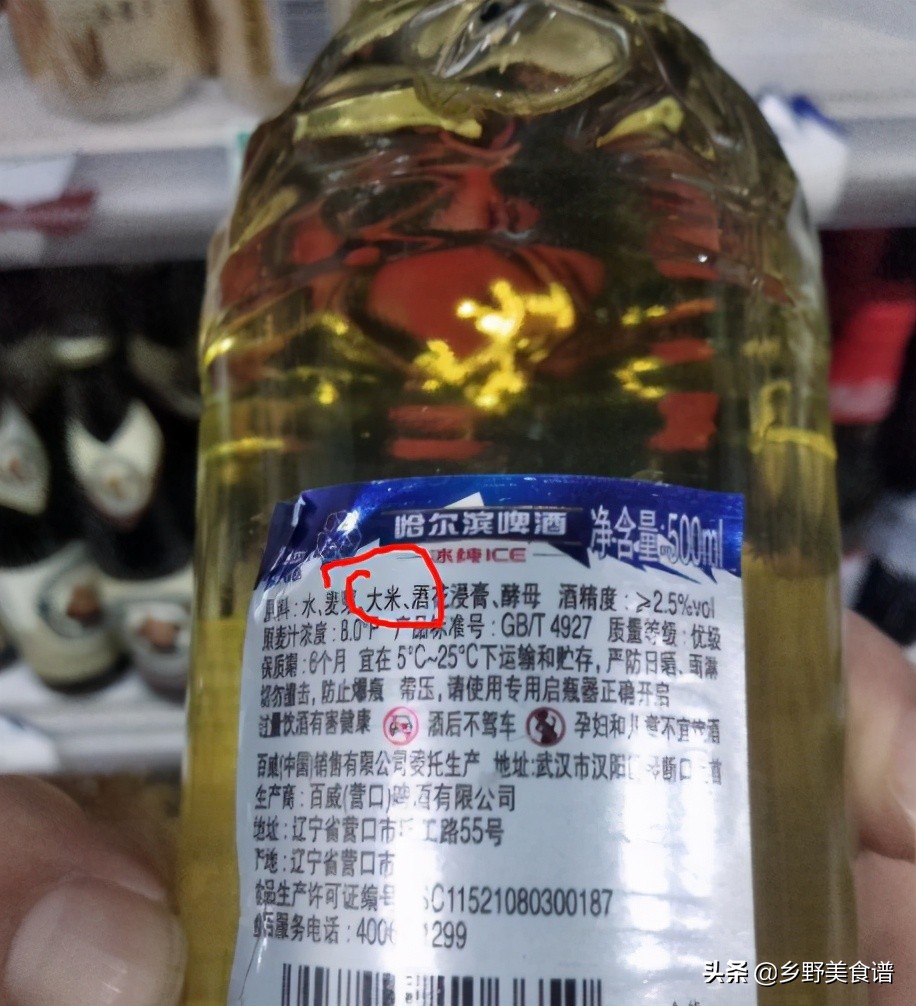 哈尔滨啤酒 净含量:500ml
冰纯ICE
原料:水、麦芽、大米、酒花浸膏、酵母 酒精度:≥2.5%vol
原麦汁浓度:8.0°P 产品标准号:GB/T 4927 质量等级:优级
保质期:6个月 宜在5°C~25°C下运输和贮存,严防日晒、雨淋
切勿撞击,防止爆瓶 带压,请使用专用启瓶器正确开启
过量饮酒有害健康 酒后不驾车 孕妇和儿童不宜饮酒
百威(中国)销售有限公司委托生产 地址:武汉市汉阳
生产商:百威(营口)啤酒有限公司
地址:辽宁省营口市 工路55号
产地:辽宁省营口市
食品生产许可证编号 SC11521080300187
服务电话:400 1299
头条 @乡野美食谱